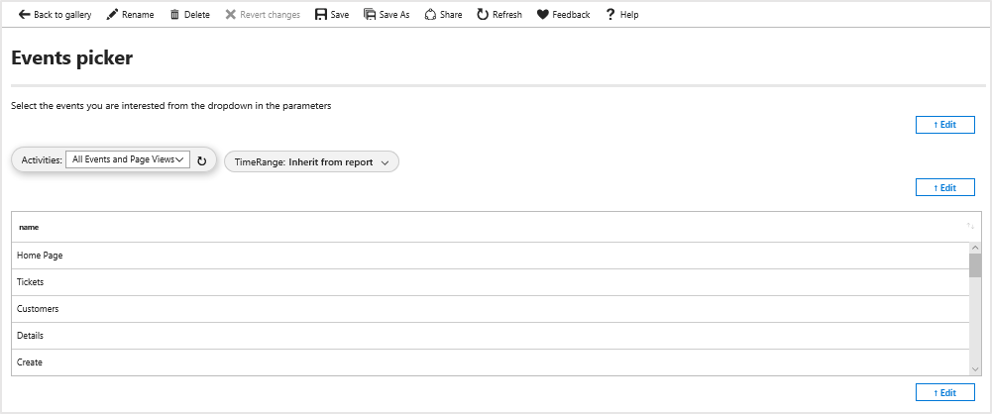 Back to gallery Rename Delete Revert changes Save Save As Share Refresh Feedback ? Help
Events picker
Select the events you are interested from the dropdown in the parameters
↑ Edit
Activities: All Events and Page Views TimeRange: Inherit from report
↑ Edit
name
Home Page
Tickets
Customers
Details
Create
↑ Edit